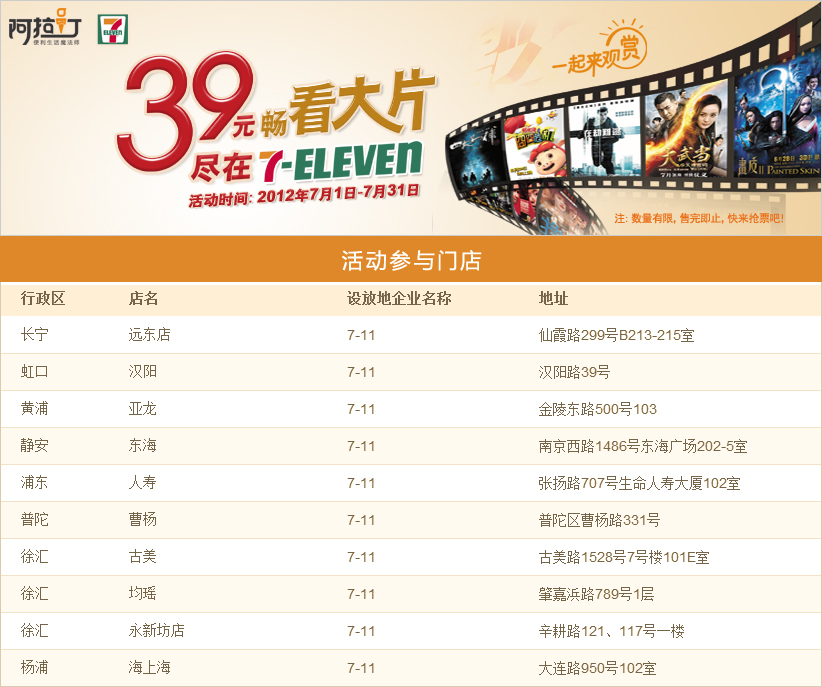 阿拉订
便利生活魔法师
7
ELEVEN
一起来观赏
39元畅看大片
尽在 7-ELEVEN
活动时间: 2012年7月1日-7月31日
大武当
画皮II PAINTED SKIN
注: 数量有限, 售完即止, 快来抢票吧!
活动参与门店
行政区 店名 设放地企业名称 地址
长宁 远东店 7-11 仙霞路299号B213-215室
虹口 汉阳 7-11 汉阳路39号
黄浦 亚龙 7-11 金陵东路500号103
静安 东海 7-11 南京西路1486号东海广场202-5室
浦东 人寿 7-11 张扬路707号生命人寿大厦102室
普陀 曹杨 7-11 普陀区曹杨路331号
徐汇 古美 7-11 古美路1528号7号楼101E室
徐汇 均瑶 7-11 肇嘉浜路789号1层
徐汇 永新坊店 7-11 辛耕路121、117号一楼
杨浦 海上海 7-11 大连路950号102室